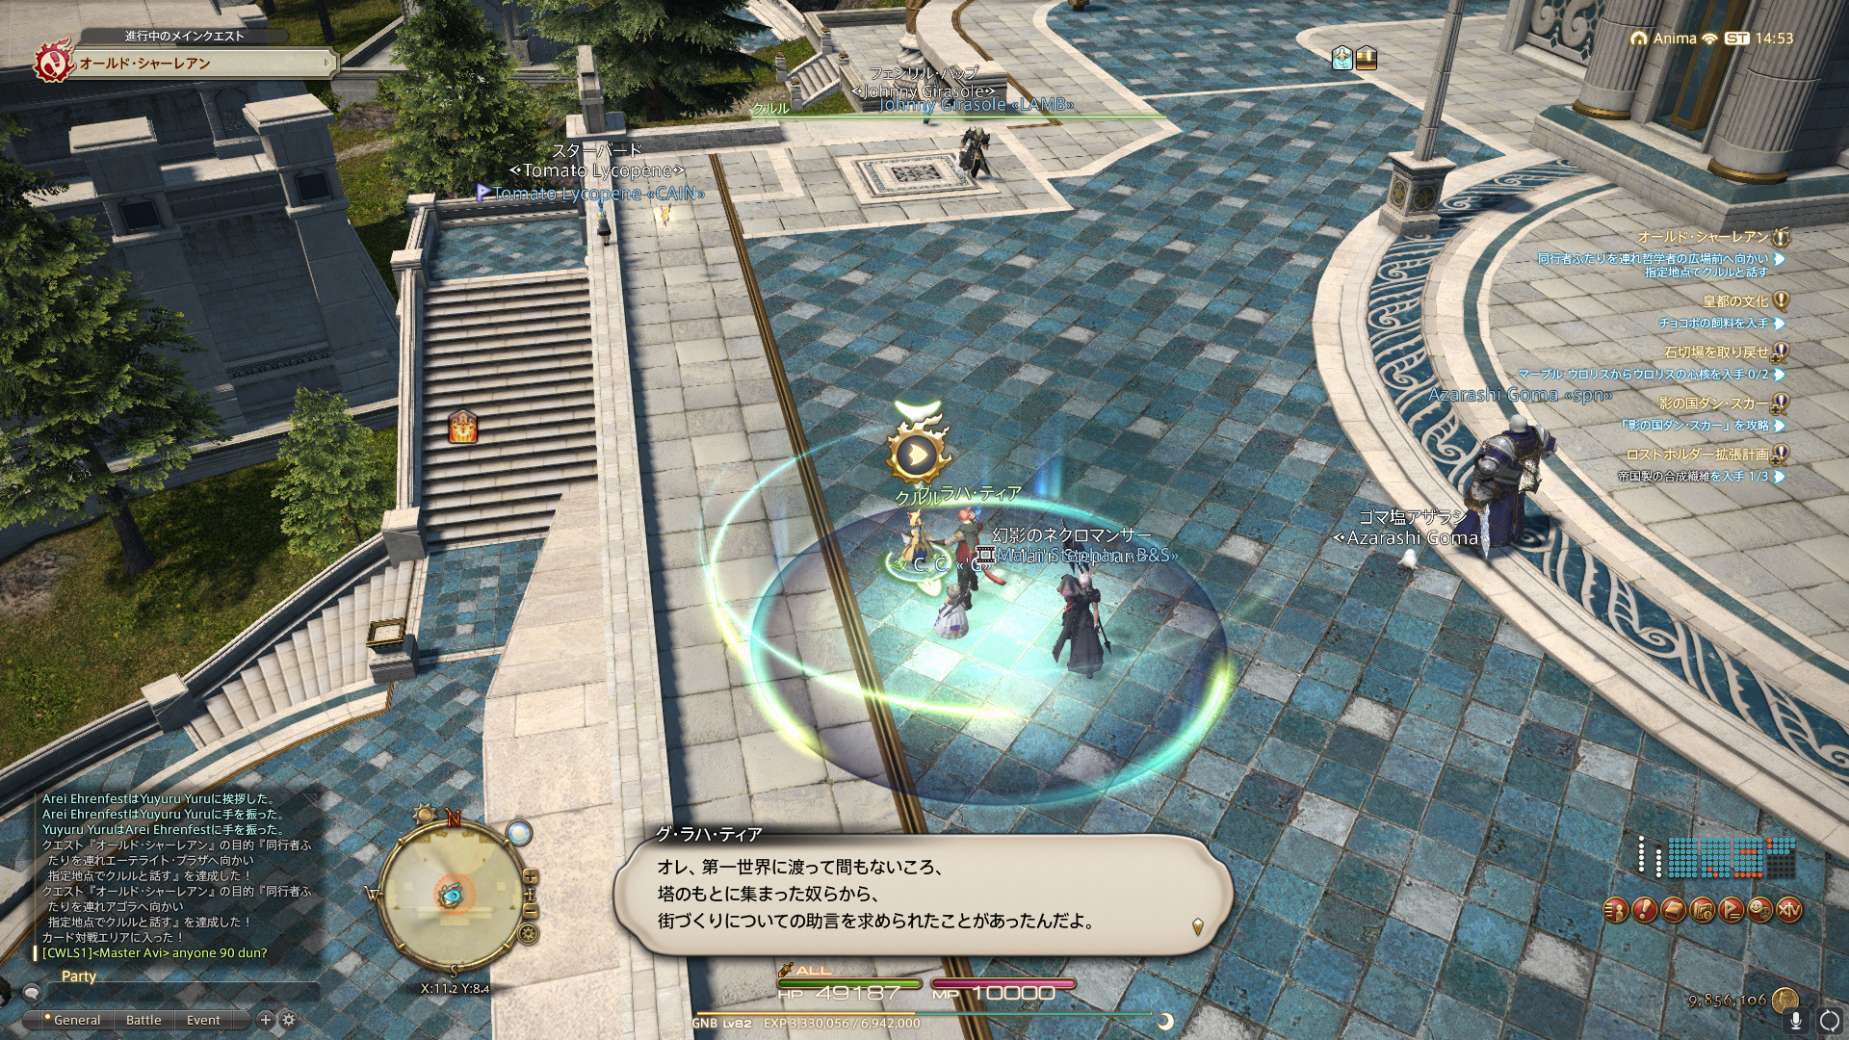 進行中のメインクエスト
オールド・シャーレアン
Anima ST 14:53
フェンリル・パップ
«Johnny Girasole»
Johnny Girasole «LAMB»
クルル
スターバード
«Tomato Lycopene»
Tomato Lycopene «CAIN»
オールド・シャーレアン
同行者ふたりを連れ哲学者の広場前へ向かい
指定地点でクルルと話す
皇都の文化
チョコボの飼料を入手
石切場を取り戻せ
マーブル・ウロリスからウロリスの心核を入手 0/2
Azarashi Goma «spn»
影の国ダン・スカー
「影の国ダン・スカー」を攻略
ロストホルダー拡張計画
帝国製の合成繊維を入手 1/3
クルル
グ・ラハ・ティア
ゴマ塩アザラシ
«Azarashi Goma»
幻影のネクロマンサー
Arei EhrenfestはYuyuru Yuruに挨拶した。
Arei EhrenfestはYuyuru Yuruに手を振った。
Yuyuru YuruはArei Ehrenfestに手を振った。
クエスト『オールド・シャーレアン』の目的『同行者ふ
たりを連れエーテライト・プラザへ向かい
指定地点でクルルと話す』を達成した！
クエスト『オールド・シャーレアン』の目的『同行者ふ
たりを連れアゴラへ向かい
指定地点でクルルと話す』を達成した！
カード対戦エリアに入った！
[CWLS1]<Master Avi> anyone 90 dun?
Party
General Battle Event
N
W
S
X:11.2 Y:8.4
グ・ラハ・ティア
オレ、第一世界に渡って間もないころ、
塔のもとに集まった奴らから、
街づくりについての助言を求められたことがあったんだよ。
ALL
HP 49187 MP 10000
GNB Lv82 EXP 3,330,056/6,942,000
XIV
9,856,106